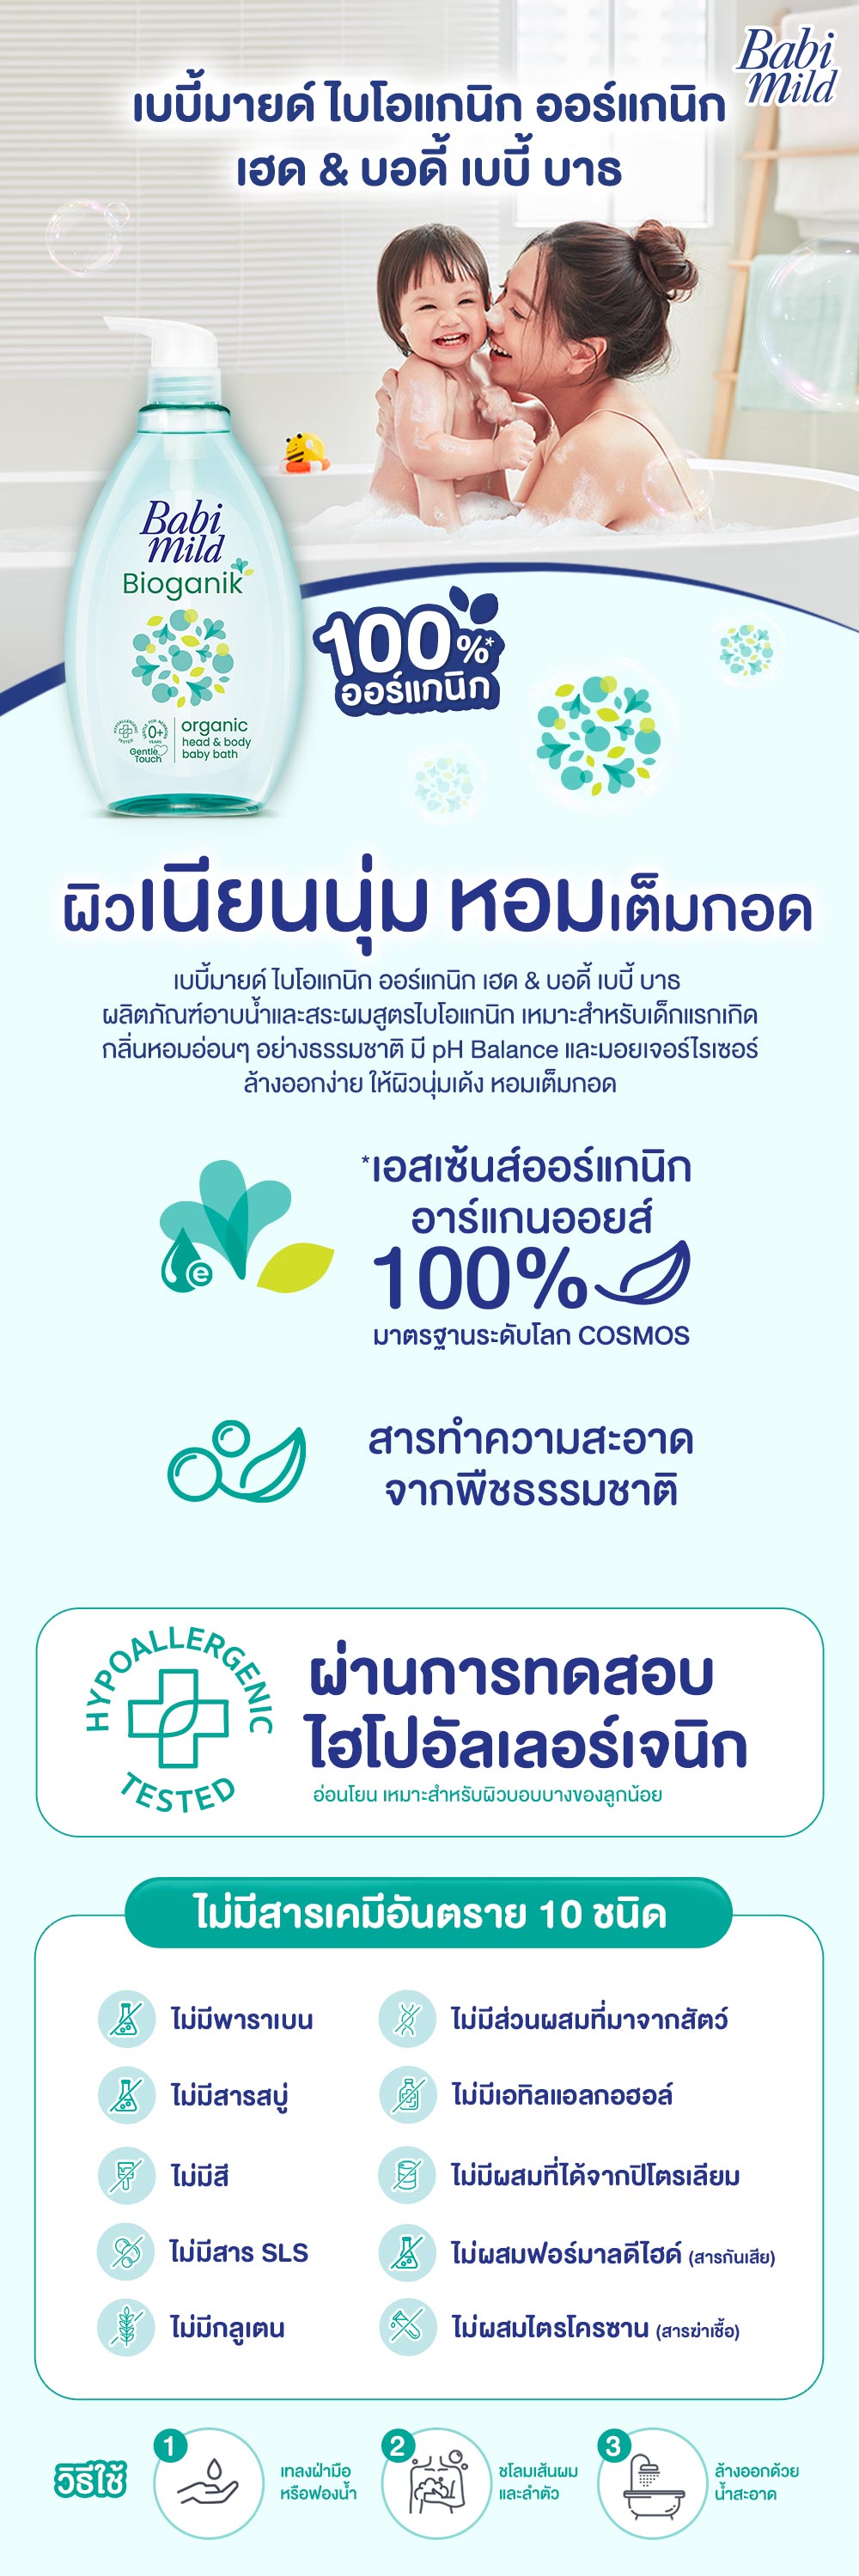 Babi
Mild
เบบี้มายด์ ไบโอแกนิก ออร์แกนิก
เฮด & บอดี้ เบบี้ บาธ
Babi
Mild
Bioganik
100%*
ออร์แกนิก
HYPOALLERGENIC
TESTED
0+
YEARS
Gentle
Touch
organic
head & body
baby bath
ผิวเนียนนุ่ม หอมเต็มกอด
เบบี้มายด์ ไบโอแกนิก ออร์แกนิก เฮด & บอดี้ เบบี้ บาธ
ผลิตภัณฑ์อาบน้ำและสระผมสูตรไบโอแกนิก เหมาะสำหรับเด็กแรกเกิด
กลิ่นหอมอ่อนๆ อย่างธรรมชาติ มี pH Balance และมอยเจอร์ไรเซอร์
ล้างออกง่าย ให้ผิวนุ่มเด้ง หอมเต็มกอด
*เอสเซ้นส์ออร์แกนิก
อาร์แกนออยส์
100%
มาตรฐานระดับโลก COSMOS
e
สารทำความสะอาด
จากพืชธรรมชาติ
HYPOALLERGENIC
TESTED
ผ่านการทดสอบ
ไฮโปอัลเลอร์เจนิก
อ่อนโยน เหมาะสำหรับผิวบอบบางของลูกน้อย
ไม่มีสารเคมีอันตราย 10 ชนิด
ไม่มีพาราเบน
ไม่มีส่วนผสมที่มาจากสัตว์
ไม่มีสารสบู่
ไม่มีเอทิลแอลกอฮอล์
ไม่มีสี
ไม่มีผสมที่ได้จากปิโตรเลียม
ไม่มีสาร SLS
ไม่ผสมฟอร์มาลดีไฮด์ (สารกันเสีย)
ไม่มีกลูเตน
ไม่ผสมไตรโครซาน (สารฆ่าเชื้อ)
วิธีใช้
1
เทลงฝ่ามือ
หรือฟองน้ำ
2
ชโลมเส้นผม
และลำตัว
3
ล้างออกด้วย
น้ำสะอาด